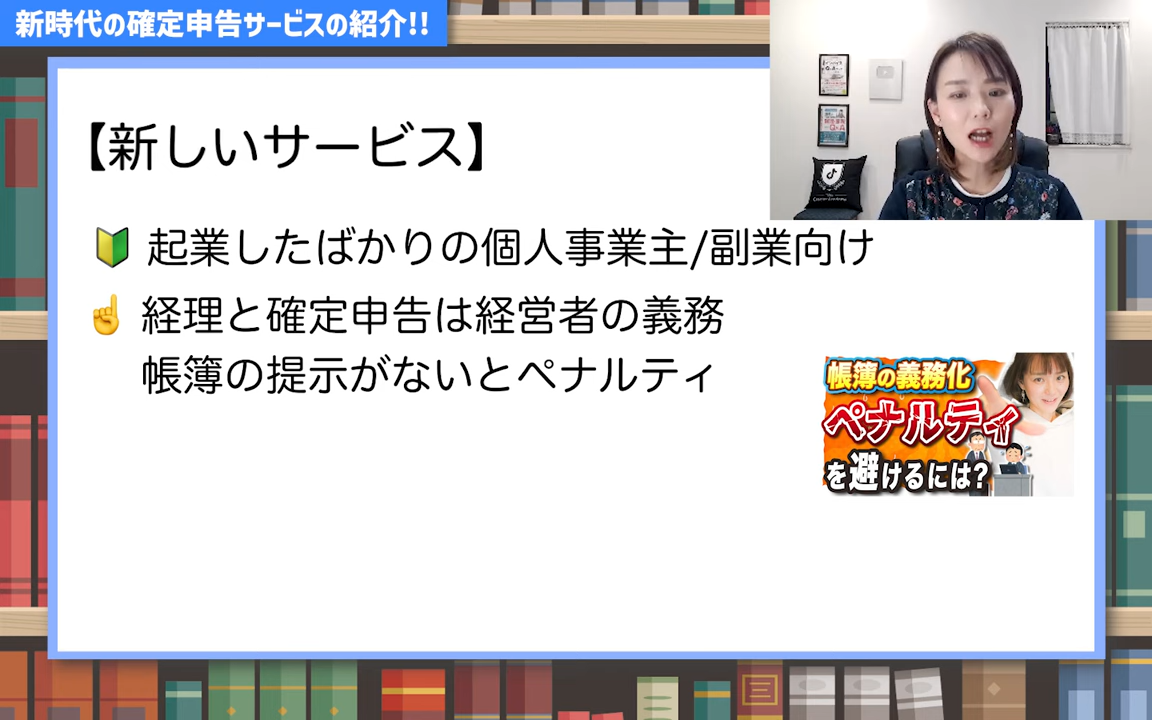 新時代の確定申告サービスの紹介!!
【新しいサービス】
🔰 起業したばかりの個人事業主/副業向け
☝ 経理と確定申告は経営者の義務
帳簿の提示がないとペナルティ
帳簿の義務化
ペナルティ
を避けるには?